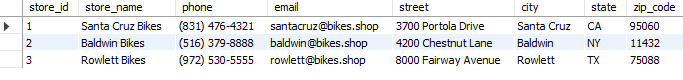 store_id store_name phone email street city state zip_code
1 Santa Cruz Bikes (831) 476-4321 santacruz@bikes.shop 3700 Portola Drive Santa Cruz CA 95060
2 Baldwin Bikes (516) 379-8888 baldwin@bikes.shop 4200 Chestnut Lane Baldwin NY 11432
3 Rowlett Bikes (972) 530-5555 rowlett@bikes.shop 8000 Fairway Avenue Rowlett TX 75088